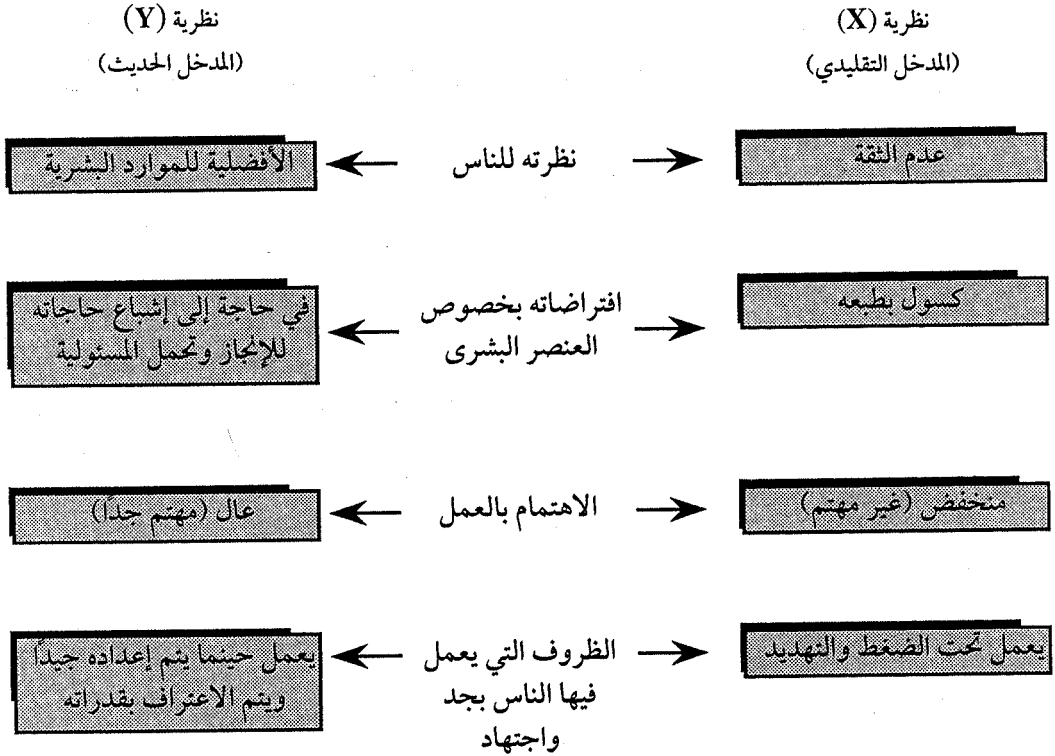 نظرية (X)
(المدخل التقليدي)
نظرية (Y)
(المدخل الحديث)
عدم الثقة
نظرته للناس
الأفضلية للموارد البشرية
كسول بطبعه
افتراضاته بخصوص
العنصر البشرى
في حاجة إلى إشباع حاجاته
للإنجاز وتحمل المسئولية
منخفض (غير مهتم)
الاهتمام بالعمل
عال (مهتم جدًا)
يعمل تحت الضغط والتهديد
الظروف التي يعمل
فيها الناس بجد
واجتهاد
يعمل حينما يتم إعداده جيدًا
ويتم الاعتراف بقدراته